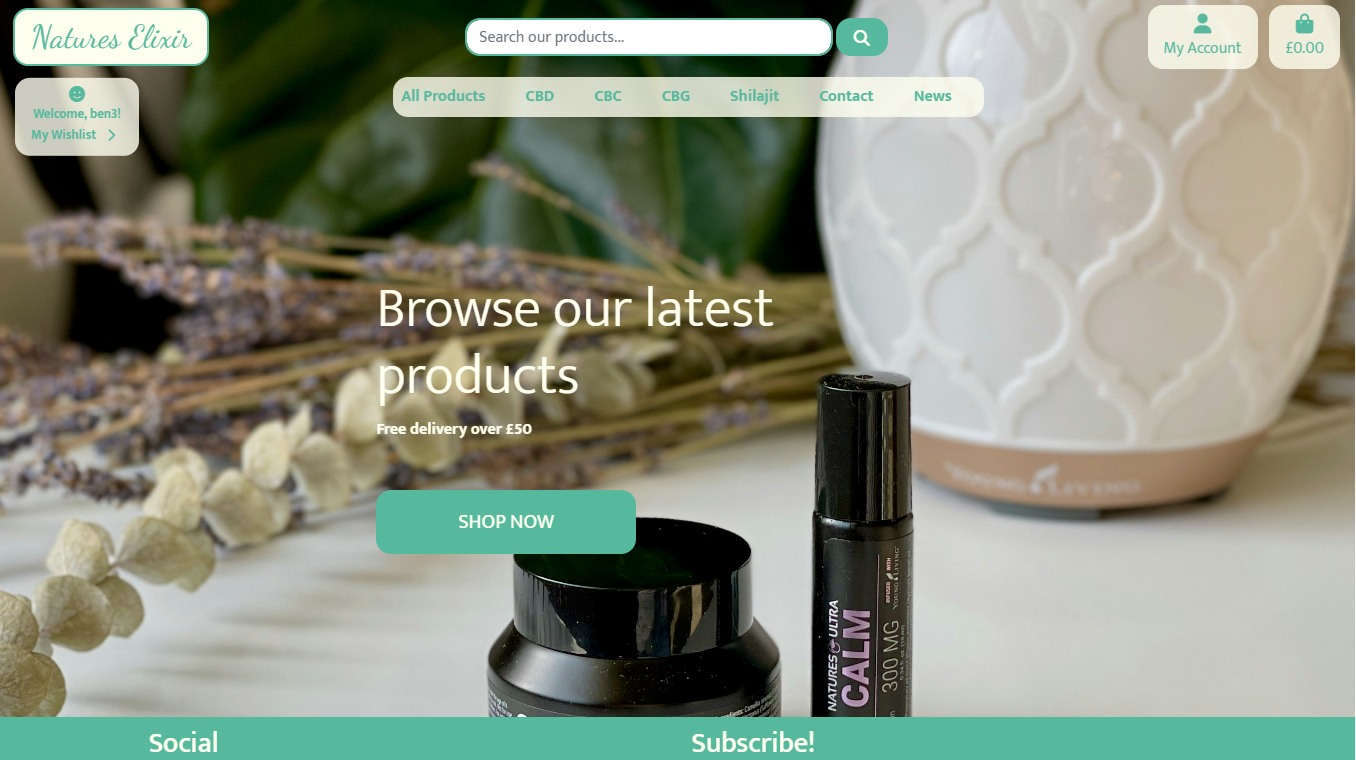 Natures Elixir
Search our products...
My Account
£0.00
Welcome, ben3!
My Wishlist
All Products
CBD
CBC
CBG
Shilajit
Contact
News
Browse our latest
products
Free delivery over £50
SHOP NOW
YOUNG LIVING
NATURES ULTRA
CALM
300 MG
INFUSED WITH
YOUNG LIVING
Social
Subscribe!